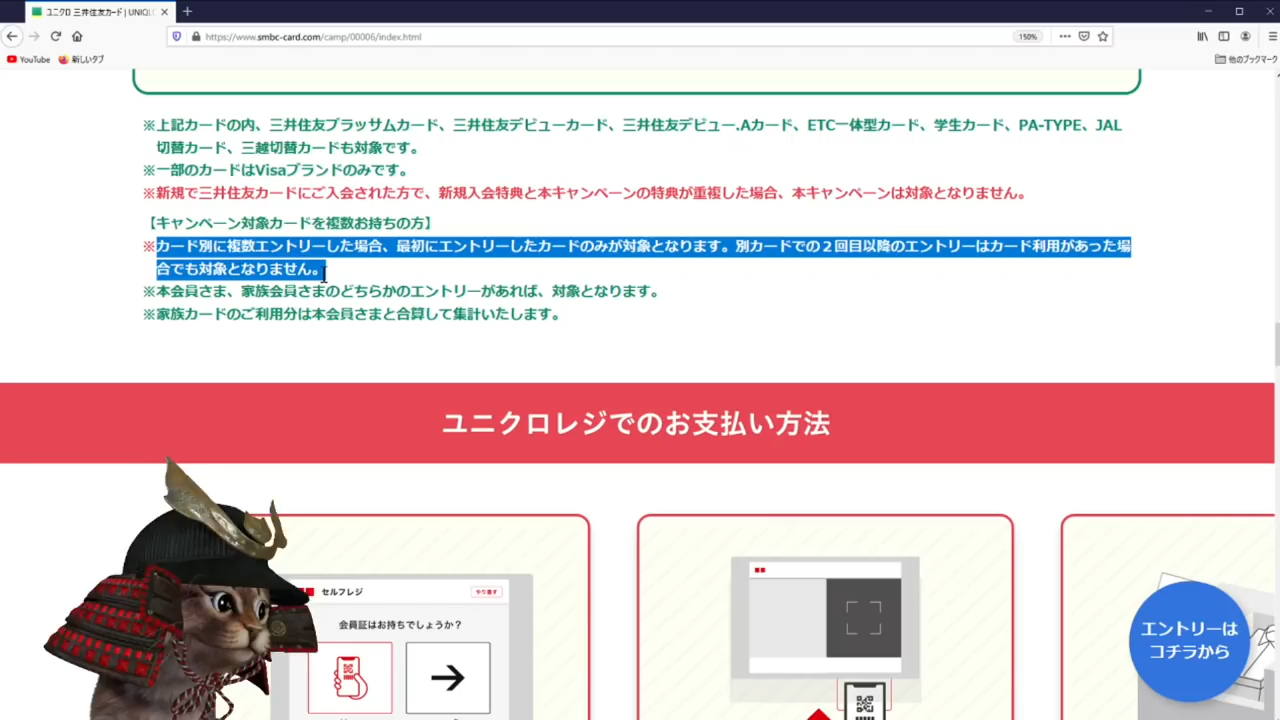 ユニクロ 三井住友カード | UNIQL
https://www.smbc-card.com/camp/00006/index.html
150%
YouTube
新しいタブ
他のブックマーク
※上記カードの内、三井住友ブラッサムカード、三井住友デビューカード、三井住友デビュー.Aカード、ETC一体型カード、学生カード、PA-TYPE、JAL
切替カード、三越切替カードも対象です。
※一部のカードはVisaブランドのみです。
※新規で三井住友カードにご入会された方で、新規入会特典と本キャンペーンの特典が重複した場合、本キャンペーンは対象となりません。
【キャンペーン対象カードを複数お持ちの方】
※カード別に複数エントリーした場合、最初にエントリーしたカードのみが対象となります。別カードでの２回目以降のエントリーはカード利用があった場
合でも対象となりません。
※本会員さま、家族会員さまのどちらかのエントリーがあれば、対象となります。
※家族カードのご利用分は本会員さまと合算して集計いたします。
ユニクロレジでのお支払い方法
セルフレジ
やり直す
会員証はお持ちでしょうか？
エントリーは
コチラから